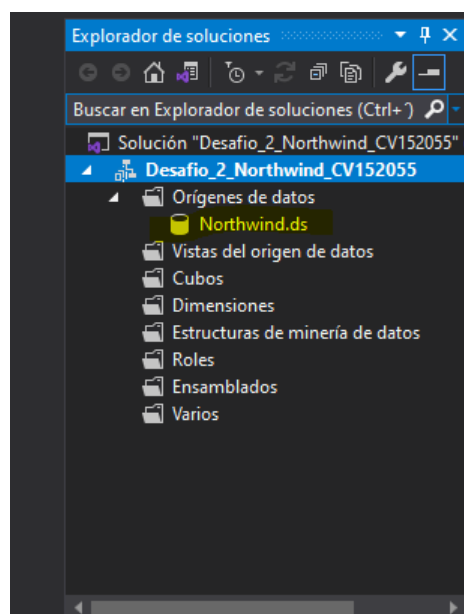 Explorador de soluciones
Buscar en Explorador de soluciones (Ctrl+´)
Solución "Desafio_2_Northwind_CV152055"
Desafio_2_Northwind_CV152055
Orígenes de datos
Northwind.ds
Vistas del origen de datos
Cubos
Dimensiones
Estructuras de minería de datos
Roles
Ensamblados
Varios